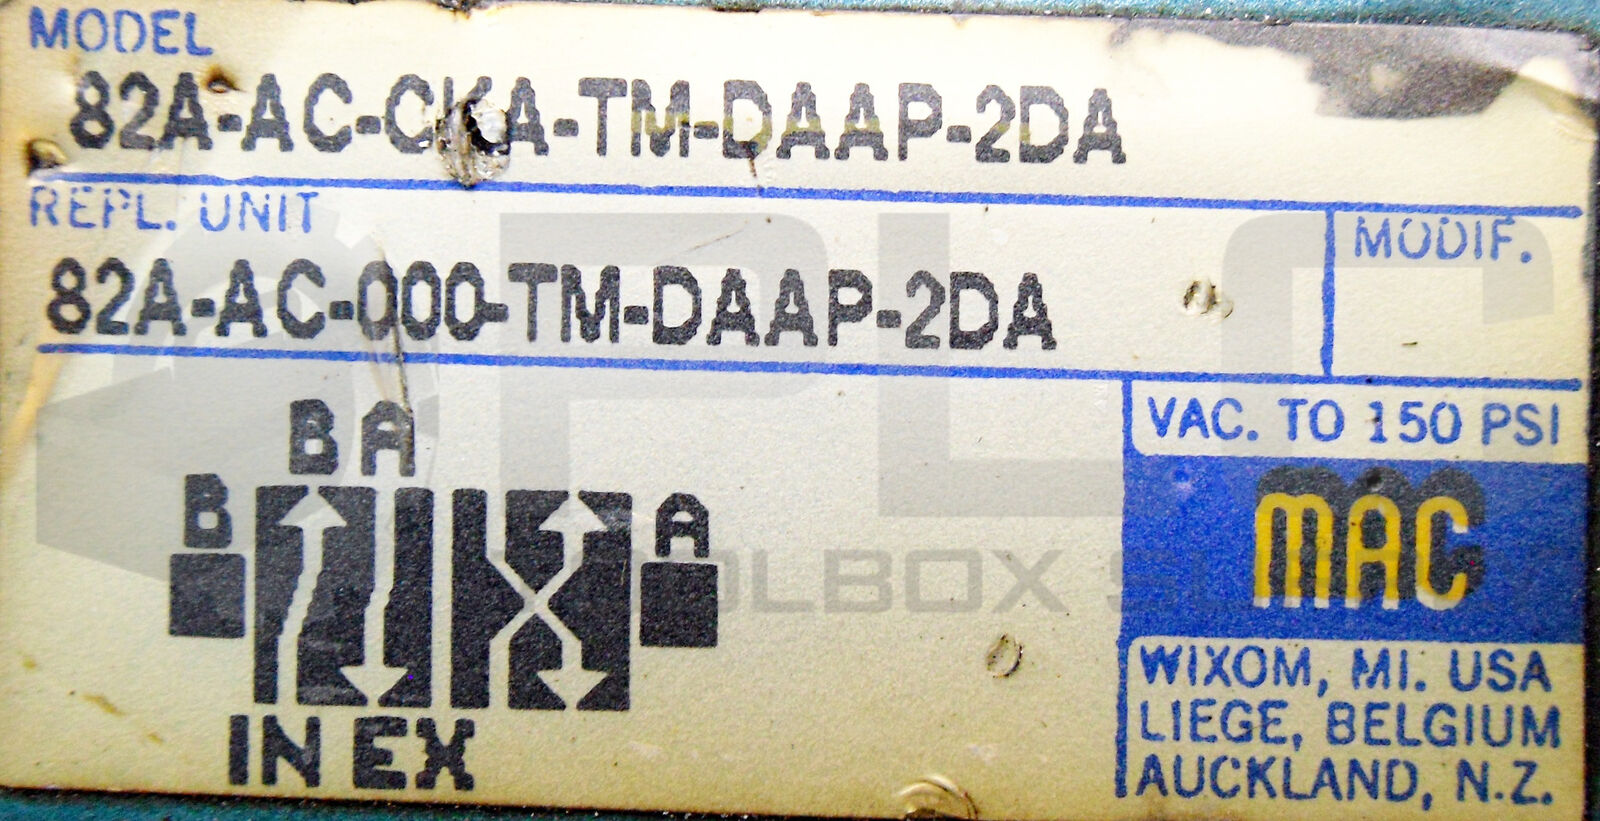 MODEL
82A-AC-CKA-TM-DAAP-2DA
REPL. UNIT
MODIF.
82A-AC-000-TM-DAAP-2DA
B A
B
A
IN EX
VAC. TO 150 PSI
MAC
WIXOM, MI. USA
LIEGE, BELGIUM
AUCKLAND, N.Z.
PLC